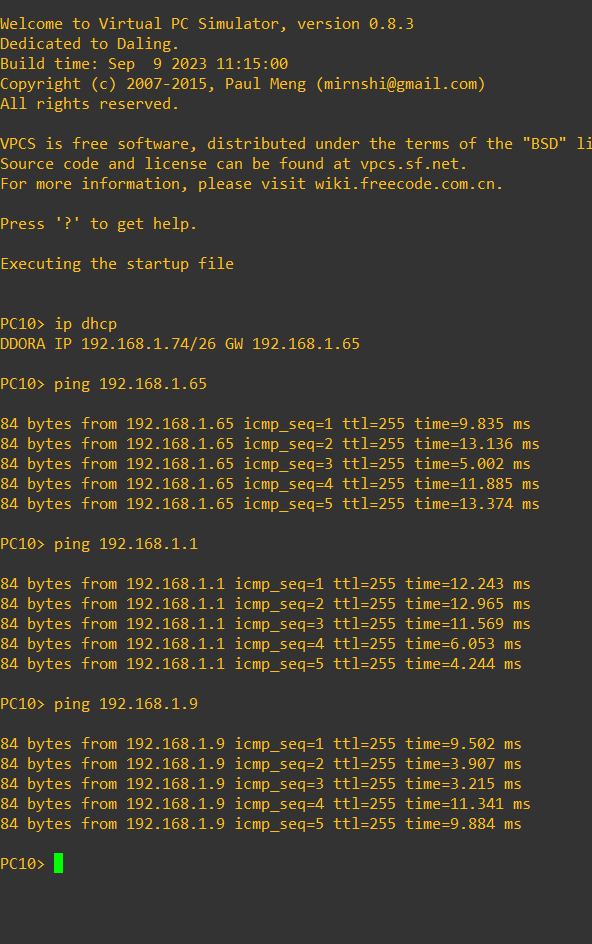 Welcome to Virtual PC Simulator, version 0.8.3
Dedicated to Daling.
Build time: Sep  9 2023 11:15:00
Copyright (c) 2007-2015, Paul Meng (mirnshi@gmail.com)
All rights reserved.
VPCS is free software, distributed under the terms of the "BSD" li
Source code and license can be found at vpcs.sf.net.
For more information, please visit wiki.freecode.com.cn.
Press '?' to get help.
Executing the startup file
PC10> ip dhcp
DDORA IP 192.168.1.74/26 GW 192.168.1.65
PC10> ping 192.168.1.65
84 bytes from 192.168.1.65 icmp_seq=1 ttl=255 time=9.835 ms
84 bytes from 192.168.1.65 icmp_seq=2 ttl=255 time=13.136 ms
84 bytes from 192.168.1.65 icmp_seq=3 ttl=255 time=5.002 ms
84 bytes from 192.168.1.65 icmp_seq=4 ttl=255 time=11.885 ms
84 bytes from 192.168.1.65 icmp_seq=5 ttl=255 time=13.374 ms
PC10> ping 192.168.1.1
84 bytes from 192.168.1.1 icmp_seq=1 ttl=255 time=12.243 ms
84 bytes from 192.168.1.1 icmp_seq=2 ttl=255 time=12.965 ms
84 bytes from 192.168.1.1 icmp_seq=3 ttl=255 time=11.569 ms
84 bytes from 192.168.1.1 icmp_seq=4 ttl=255 time=6.053 ms
84 bytes from 192.168.1.1 icmp_seq=5 ttl=255 time=4.244 ms
PC10> ping 192.168.1.9
84 bytes from 192.168.1.9 icmp_seq=1 ttl=255 time=9.502 ms
84 bytes from 192.168.1.9 icmp_seq=2 ttl=255 time=3.907 ms
84 bytes from 192.168.1.9 icmp_seq=3 ttl=255 time=3.215 ms
84 bytes from 192.168.1.9 icmp_seq=4 ttl=255 time=11.341 ms
84 bytes from 192.168.1.9 icmp_seq=5 ttl=255 time=9.884 ms
PC10>